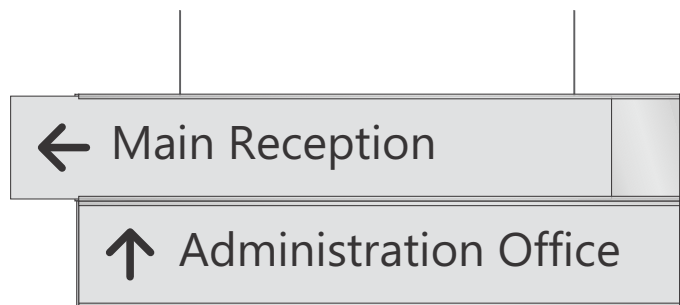 ← Main Reception
↑ Administration Office